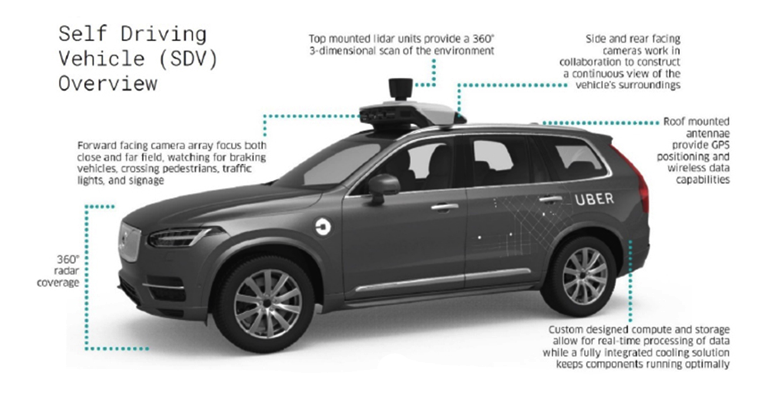 Self Driving
Vehicle (SDV)
Overview
Top mounted lidar units provide a 360°
3-dimensional scan of the environment
Side and rear facing
cameras work in
collaboration to construct
a continuous view of the
vehicle's surroundings
Forward facing camera array focus both
close and far field, watching for braking
vehicles, crossing pedestrians, traffic
lights, and signage
Roof mounted
antennae
provide GPS
positioning and
wireless data
capabilities
UBER
360°
radar
coverage
Custom designed compute and storage
allow for real-time processing of data
while a fully integrated cooling solution
keeps components running optimally